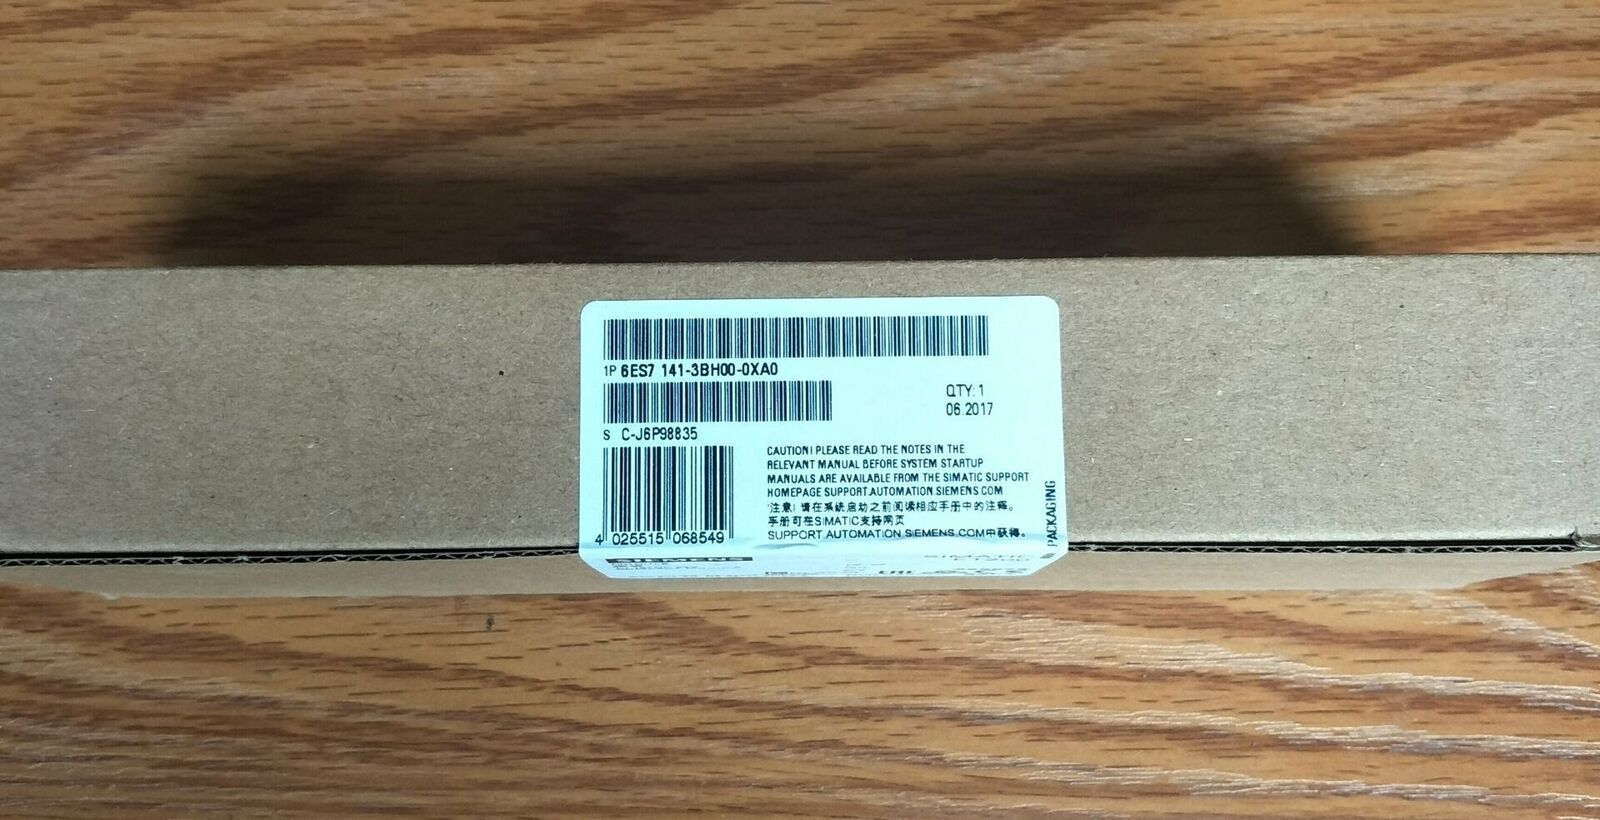 1P 6ES7 141-3BH00-0XA0
QTY: 1
06.2017
S C-J6P98835
CAUTION! PLEASE READ THE NOTES IN THE
RELEVANT MANUAL BEFORE SYSTEM STARTUP
MANUALS ARE AVAILABLE FROM THE SIMATIC SUPPORT
HOMEPAGE SUPPORT.AUTOMATION.SIEMENS.COM
'注意! 请在系统启动之前阅读相应手册中的注释。
手册可在SIMATIC支持网页
SUPPORT.AUTOMATION.SIEMENS.COM中获得。
PACKAGING
4 025515 068549
SIEMENS
SIMATIC